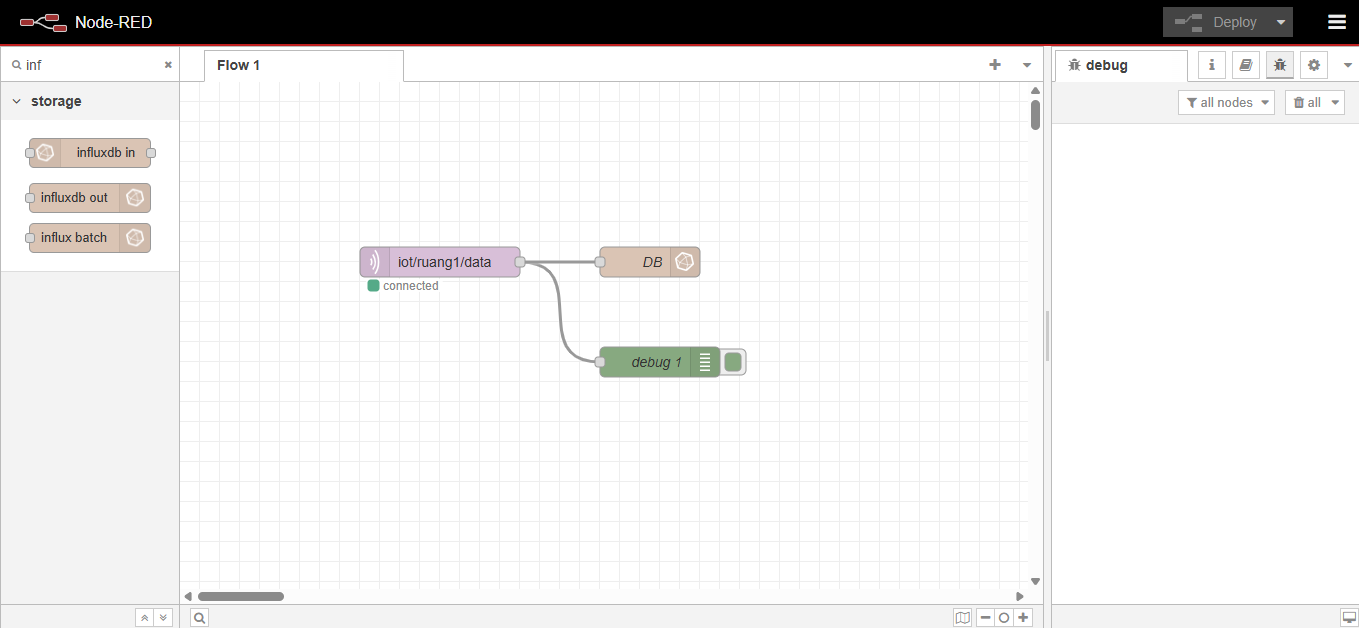 Node-RED
Deploy
inf
Flow 1
debug
all nodes
all
storage
influxdb in
influxdb out
influx batch
iot/ruang1/data
connected
DB
debug 1